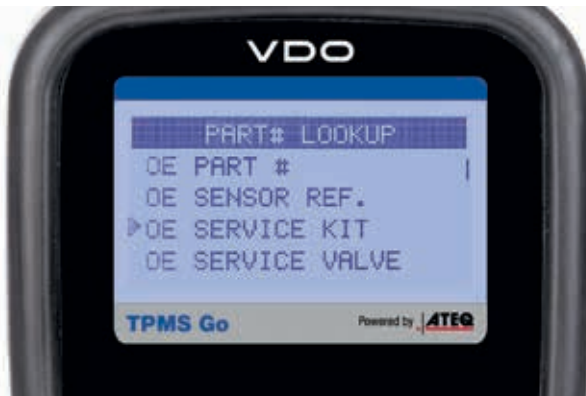 VDO
PART# LOOKUP
OE PART #
OE SENSOR REF.
OE SERVICE KIT
OE SERVICE VALVE
TPMS Go Powered by ATEQ